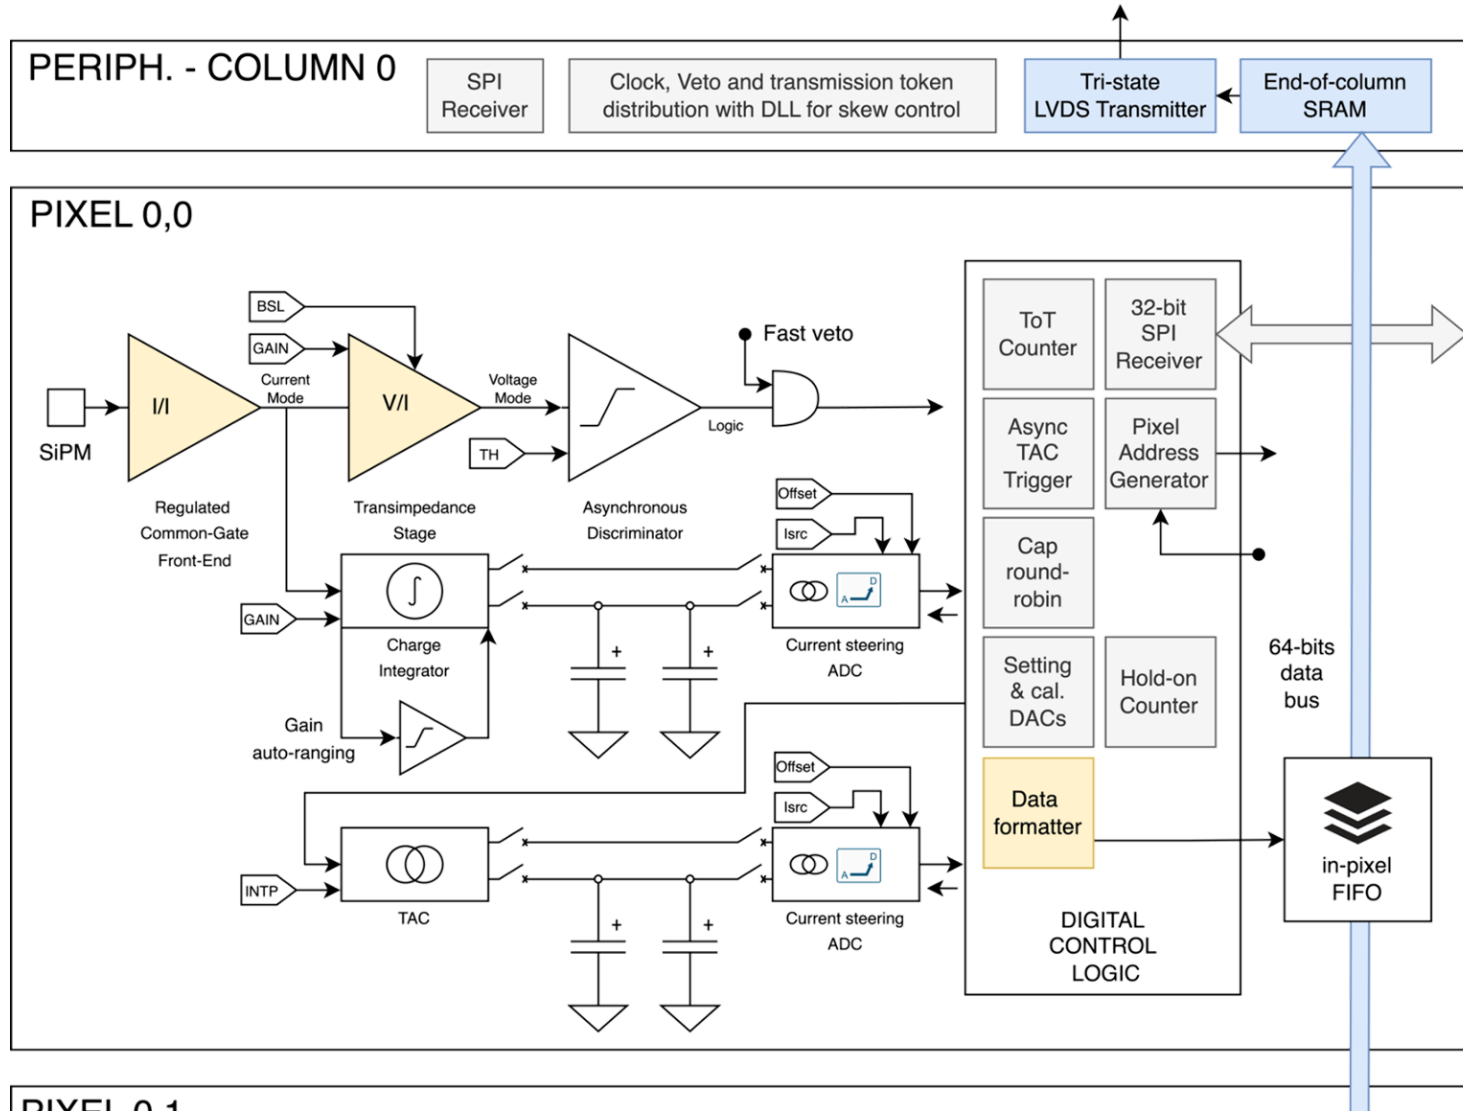 PERIPH. - COLUMN 0
SPI
Receiver
Clock, Veto and transmission token
distribution with DLL for skew control
Tri-state
LVDS Transmitter
End-of-column
SRAM
PIXEL 0,0
BSL
GAIN
Current
Mode
I/I
V/I
Voltage
Mode
TH
Logic
Fast veto
SiPM
Regulated
Common-Gate
Front-End
Transimpedance
Stage
Asynchronous
Discriminator
Offset
Isrc
A
D
Current steering
ADC
GAIN
∫
Charge
Integrator
+
+
Gain
auto-ranging
Offset
Isrc
A
D
Current steering
ADC
INTP
TAC
+
+
ToT
Counter
32-bit
SPI
Receiver
Async
TAC
Trigger
Pixel
Address
Generator
Cap
round-
robin
Setting
& cal.
DACs
Hold-on
Counter
Data
formatter
DIGITAL
CONTROL
LOGIC
64-bits
data
bus
in-pixel
FIFO
PIXEL 0,1